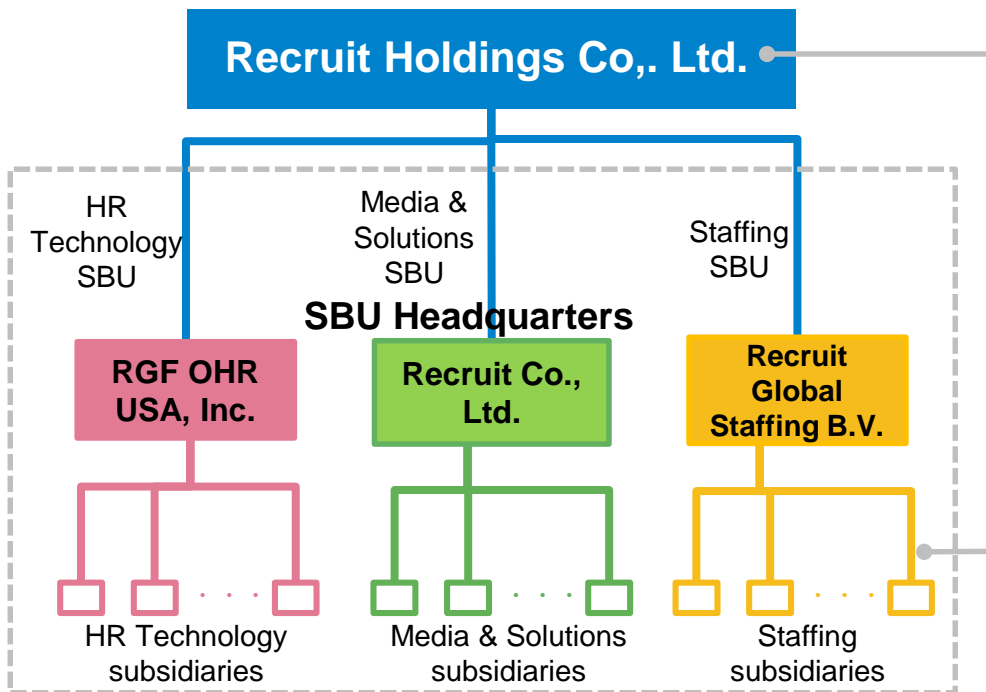 Recruit Holdings Co,. Ltd.
HR
Technology
SBU
Media &
Solutions
SBU
Staffing
SBU
SBU Headquarters
RGF OHR
USA, Inc.
Recruit Co.,
Ltd.
Recruit
Global
Staffing B.V.
HR Technology
subsidiaries
Media & Solutions
subsidiaries
Staffing
subsidiaries